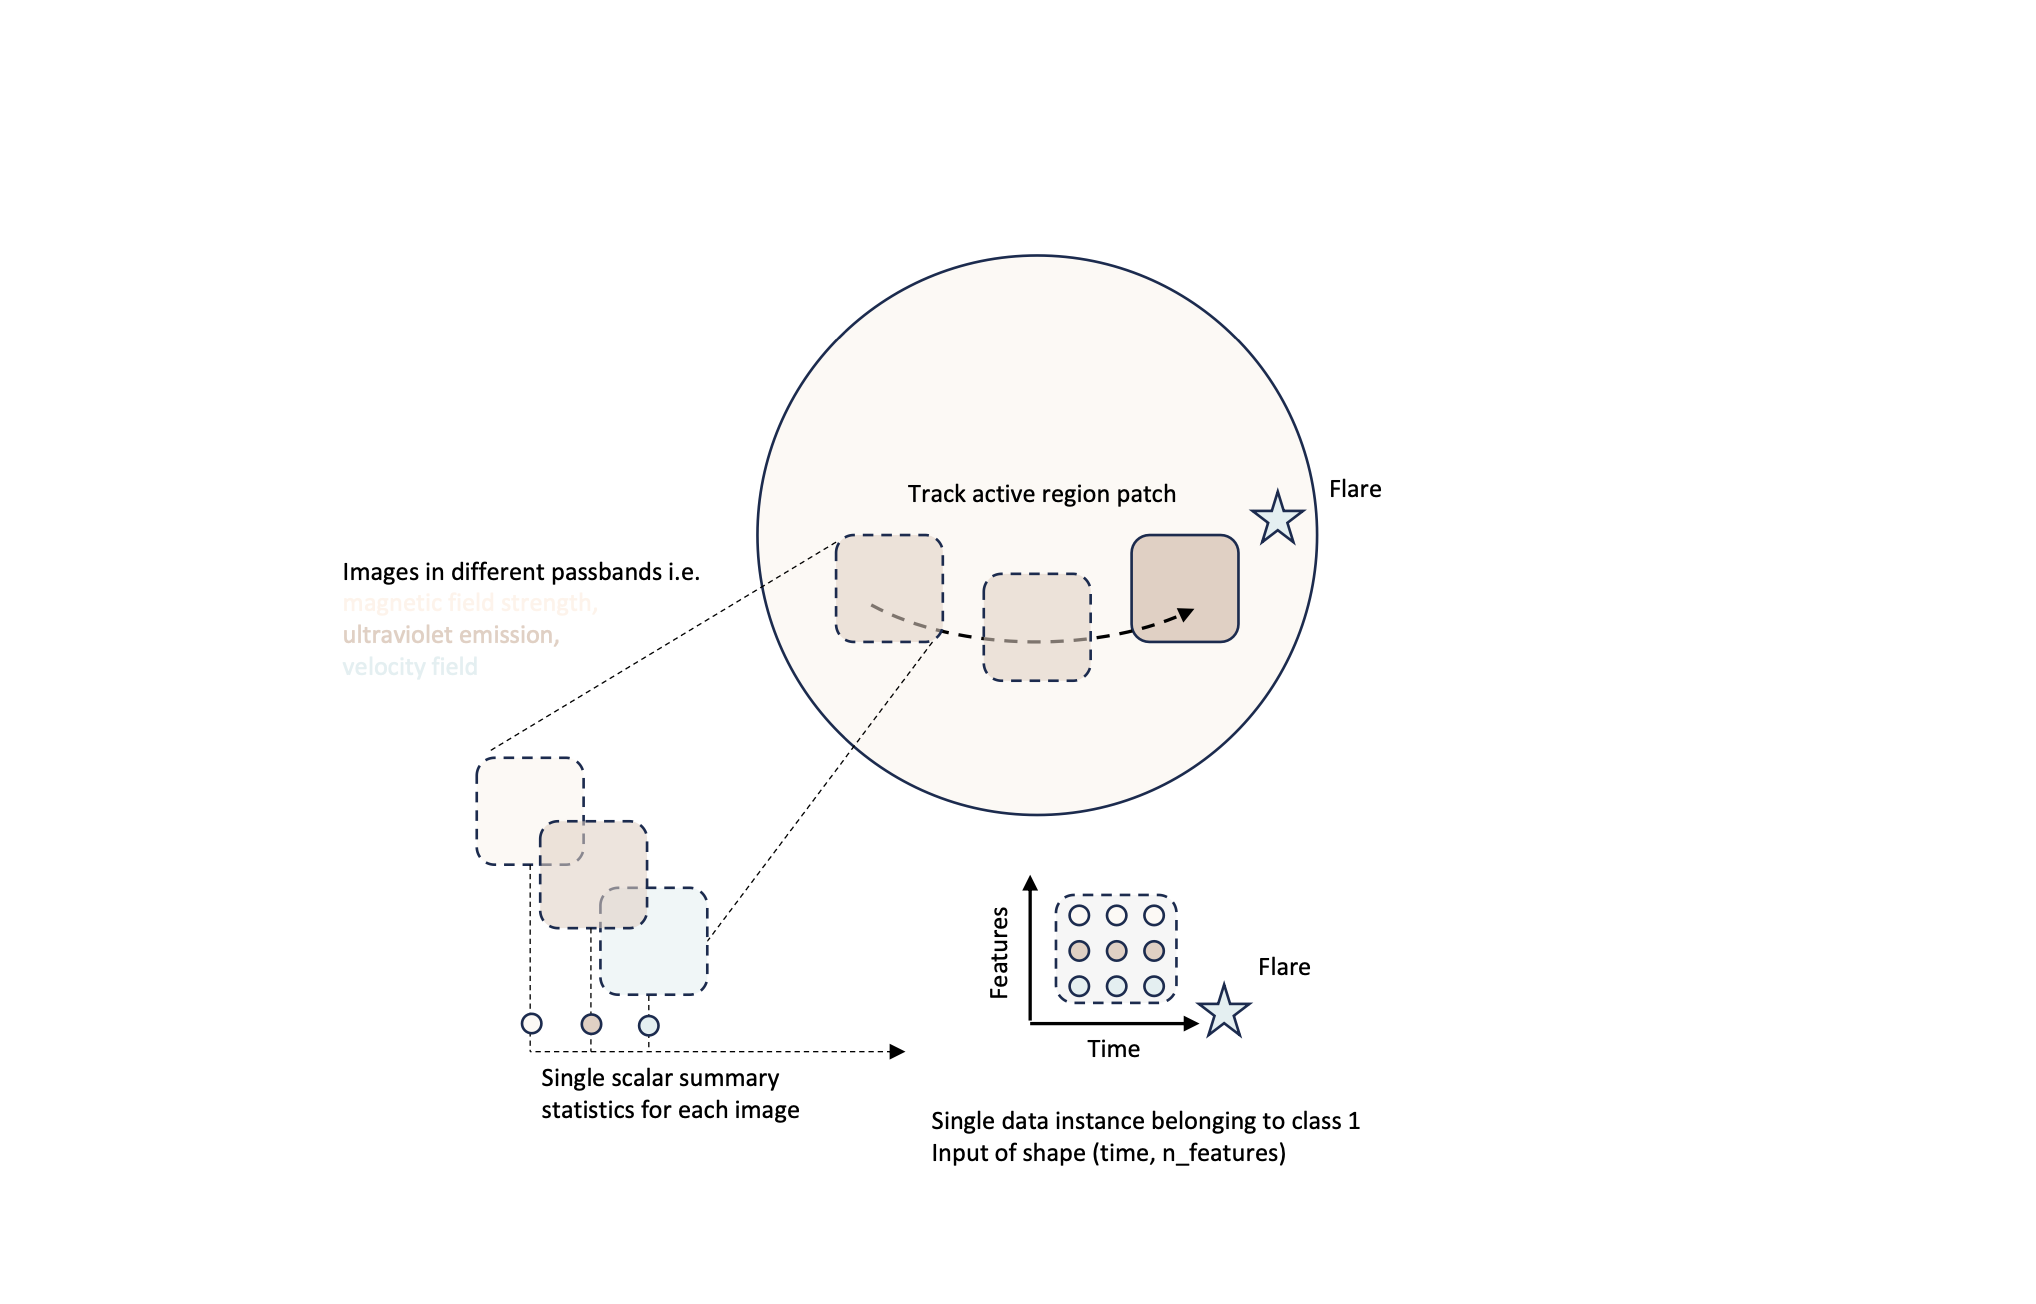 Track active region patch
Flare
Images in different passbands i.e.
magnetic field strength,
ultraviolet emission,
velocity field
Features
Flare
Time
Single scalar summary
statistics for each image
Single data instance belonging to class 1
Input of shape (time, n_features)